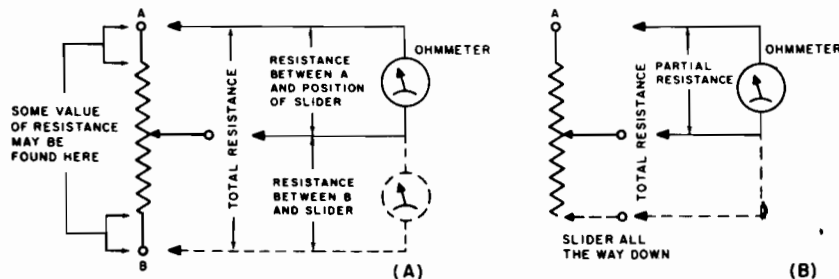 A
SOME VALUE
OF RESISTANCE
MAY BE
FOUND HERE
B
TOTAL RESISTANCE
RESISTANCE
BETWEEN A
AND POSITION
OF SLIDER
OHMMETER
RESISTANCE
BETWEEN B
AND SLIDER
(A)
A
TOTAL RESISTANCE
PARTIAL
RESISTANCE
OHMMETER
SLIDER ALL
THE WAY DOWN
(B)